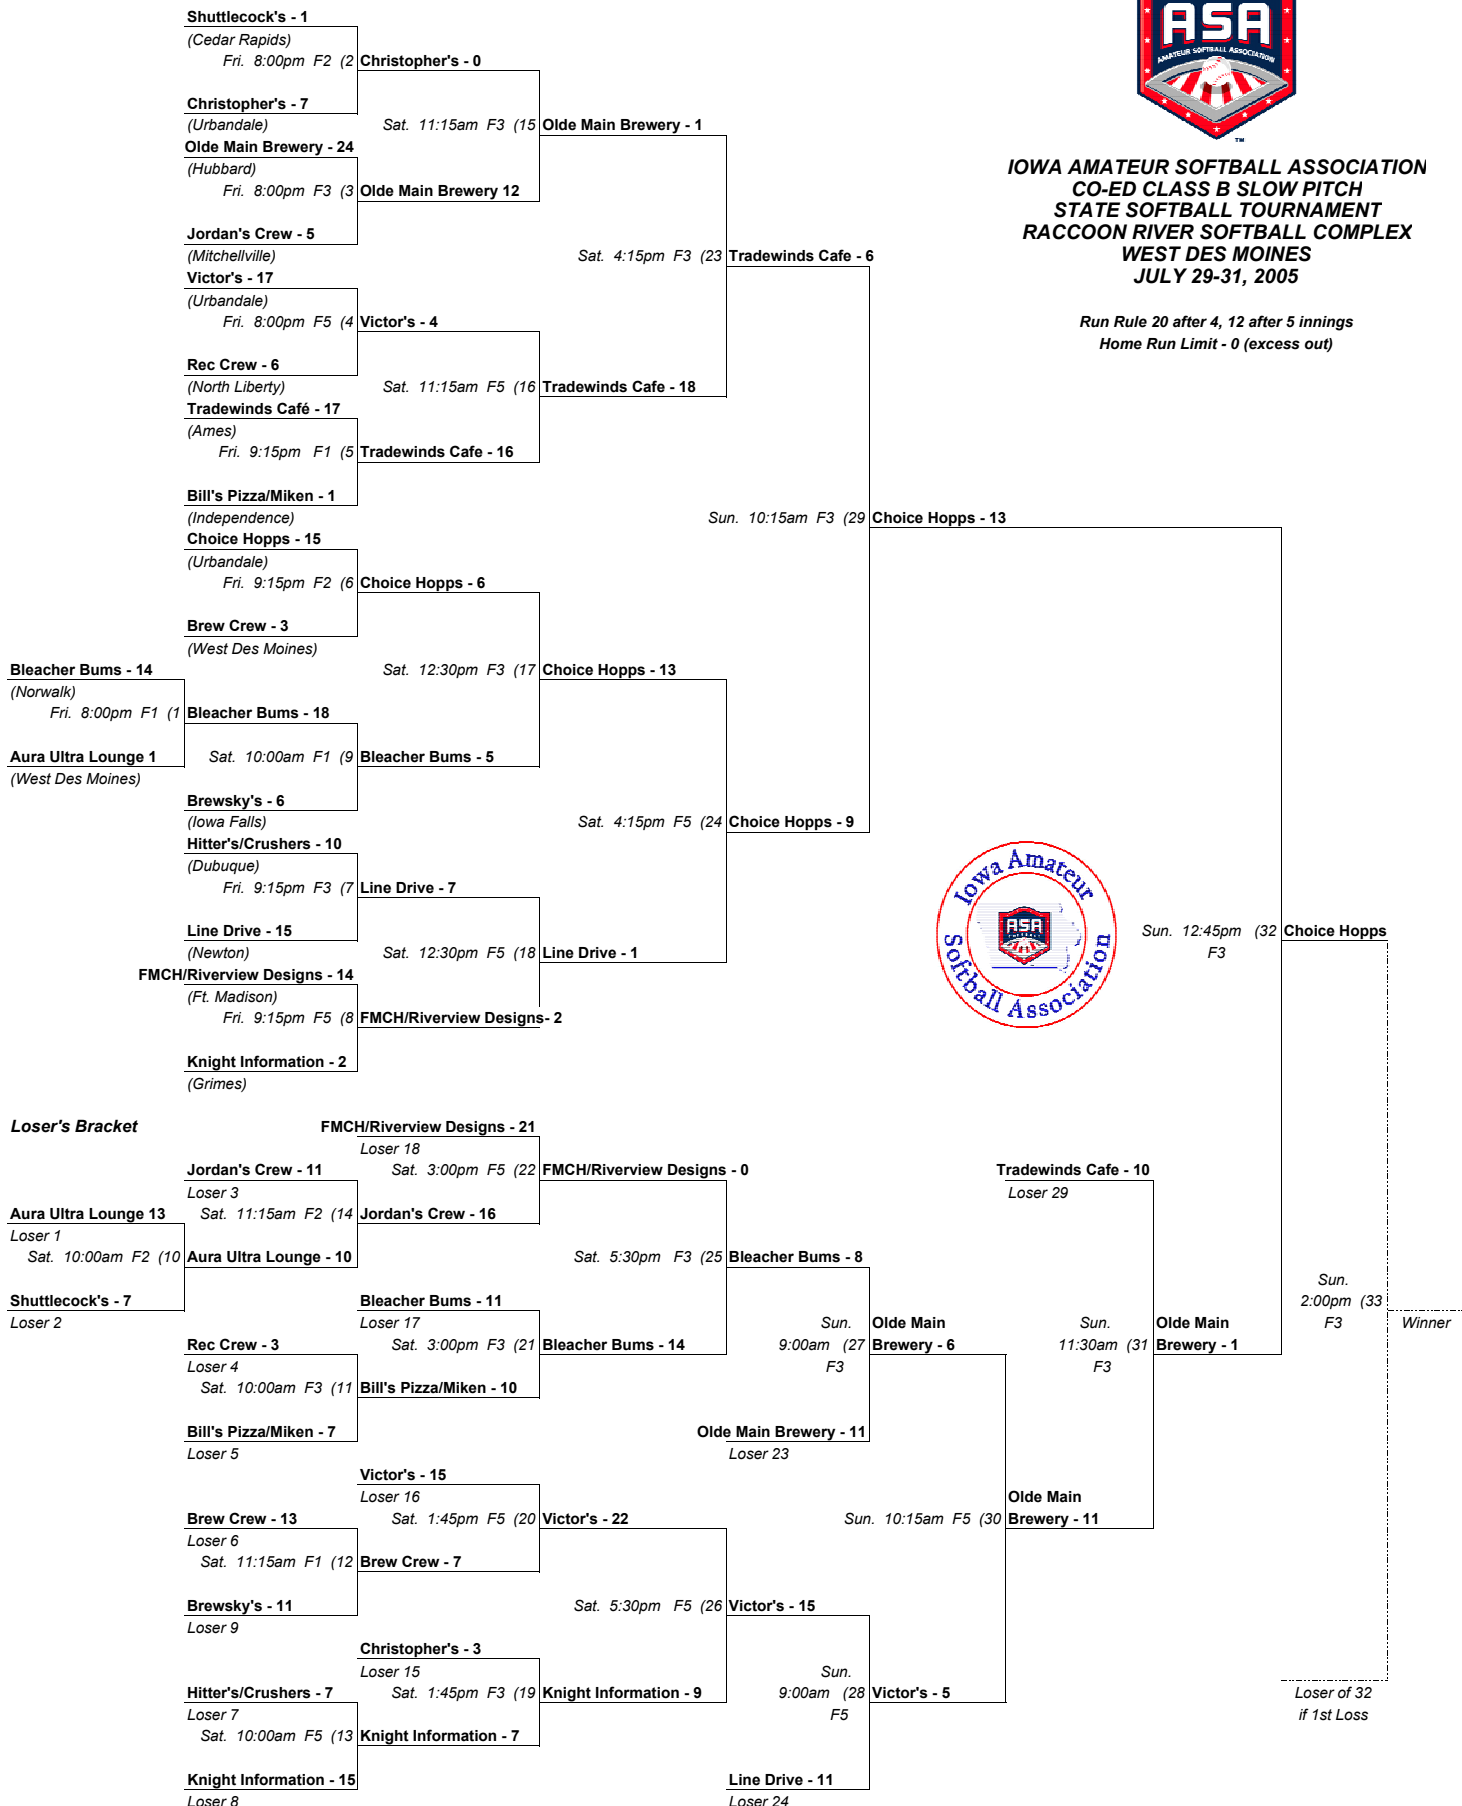 ASA
AMATEUR SOFTBALL ASSOCIATION
TM
IOWA AMATEUR SOFTBALL ASSOCIATION
CO-ED CLASS B SLOW PITCH
STATE SOFTBALL TOURNAMENT
RACCOON RIVER SOFTBALL COMPLEX
WEST DES MOINES
JULY 29-31, 2005
Run Rule 20 after 4, 12 after 5 innings
Home Run Limit - 0 (excess out)
Shuttlecock's - 1
(Cedar Rapids)
Fri. 8:00pm F2 (2 Christopher's - 0
Christopher's - 7
(Urbandale) Sat. 11:15am F3 (15 Olde Main Brewery - 1
Olde Main Brewery - 24
(Hubbard)
Fri. 8:00pm F3 (3 Olde Main Brewery 12
Jordan's Crew - 5
(Mitchellville) Sat. 4:15pm F3 (23 Tradewinds Cafe - 6
Victor's - 17
(Urbandale)
Fri. 8:00pm F5 (4 Victor's - 4
Rec Crew - 6
(North Liberty) Sat. 11:15am F5 (16 Tradewinds Cafe - 18
Tradewinds Café - 17
(Ames)
Fri. 9:15pm F1 (5 Tradewinds Cafe - 16
Bill's Pizza/Miken - 1
(Independence) Sun. 10:15am F3 (29 Choice Hopps - 13
Choice Hopps - 15
(Urbandale)
Fri. 9:15pm F2 (6 Choice Hopps - 6
Brew Crew - 3
(West Des Moines)
Bleacher Bums - 14 Sat. 12:30pm F3 (17 Choice Hopps - 13
(Norwalk)
Fri. 8:00pm F1 (1 Bleacher Bums - 18
Aura Ultra Lounge 1 Sat. 10:00am F1 (9 Bleacher Bums - 5
(West Des Moines)
Brewsky's - 6
(Iowa Falls) Sat. 4:15pm F5 (24 Choice Hopps - 9
Hitter's/Crushers - 10
(Dubuque)
Fri. 9:15pm F3 (7 Line Drive - 7
Line Drive - 15
(Newton) Sat. 12:30pm F5 (18 Line Drive - 1
FMCH/Riverview Designs - 14
(Ft. Madison)
Fri. 9:15pm F5 (8 FMCH/Riverview Designs- 2
Knight Information - 2
(Grimes)
Iowa Amateur
ASA
Softball Association
Sun. 12:45pm (32 Choice Hopps
F3
Loser's Bracket FMCH/Riverview Designs - 21
Loser 18
Jordan's Crew - 11 Sat. 3:00pm F5 (22 FMCH/Riverview Designs - 0 Tradewinds Cafe - 10
Loser 3 Loser 29
Aura Ultra Lounge 13 Sat. 11:15am F2 (14 Jordan's Crew - 16
Loser 1
Sat. 10:00am F2 (10 Aura Ultra Lounge - 10 Sat. 5:30pm F3 (25 Bleacher Bums - 8
Sun.
Shuttlecock's - 7 Bleacher Bums - 11 2:00pm (33
Loser 2 Loser 17 Sun. Olde Main Sun. Olde Main F3 Winner
Rec Crew - 3 Sat. 3:00pm F3 (21 Bleacher Bums - 14 9:00am (27 Brewery - 6 11:30am (31 Brewery - 1
Loser 4 F3 F3
Sat. 10:00am F3 (11 Bill's Pizza/Miken - 10
Bill's Pizza/Miken - 7 Olde Main Brewery - 11
Loser 5 Loser 23
Victor's - 15
Loser 16 Olde Main
Brew Crew - 13 Sat. 1:45pm F5 (20 Victor's - 22 Sun. 10:15am F5 (30 Brewery - 11
Loser 6
Sat. 11:15am F1 (12 Brew Crew - 7
Brewsky's - 11 Sat. 5:30pm F5 (26 Victor's - 15
Loser 9
Christopher's - 3
Loser 15 Sun.
Hitter's/Crushers - 7 Sat. 1:45pm F3 (19 Knight Information - 9 9:00am (28 Victor's - 5 Loser of 32
Loser 7 F5 if 1st Loss
Sat. 10:00am F5 (13 Knight Information - 7
Knight Information - 15 Line Drive - 11
Loser 8 Loser 24